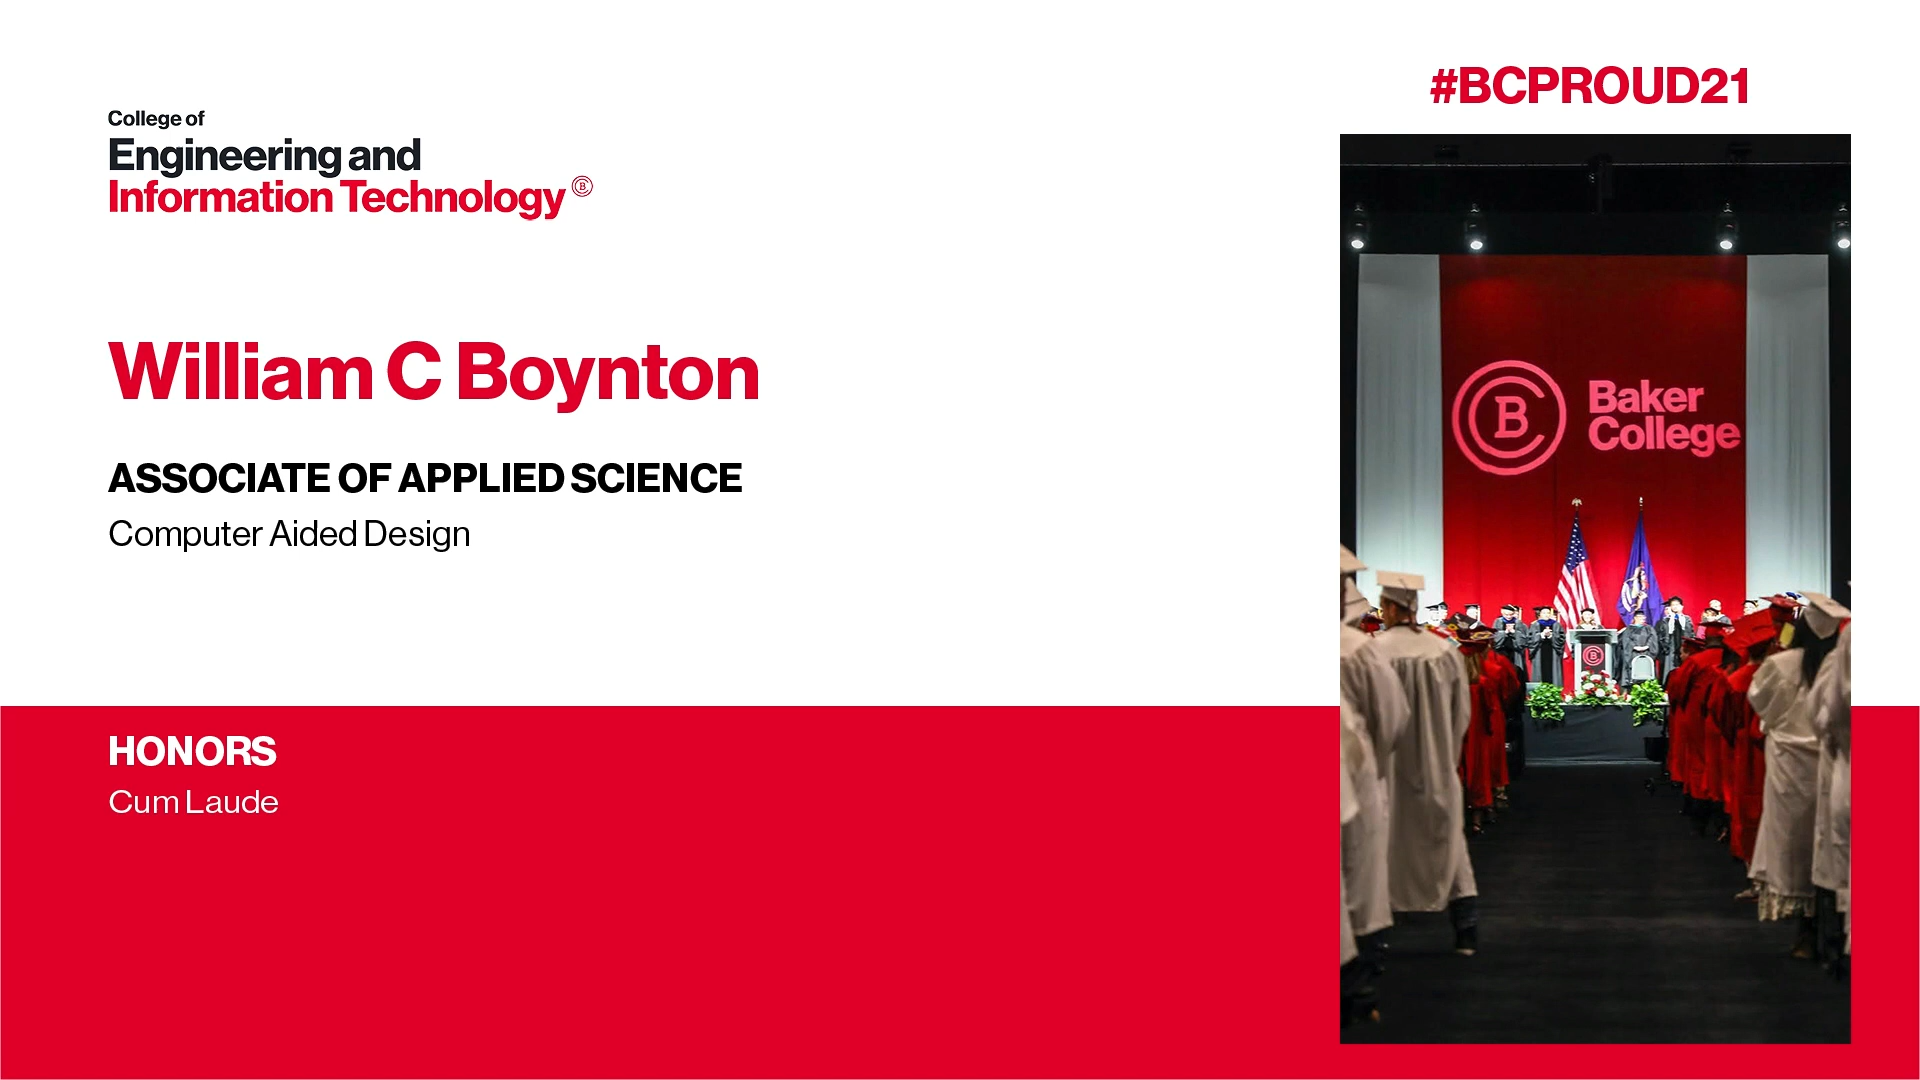 #BCPROUD21
College of
Engineering and
Information Technology B
William C Boynton
ASSOCIATE OF APPLIED SCIENCE
Computer Aided Design
HONORS
Cum Laude
B Baker
College
B